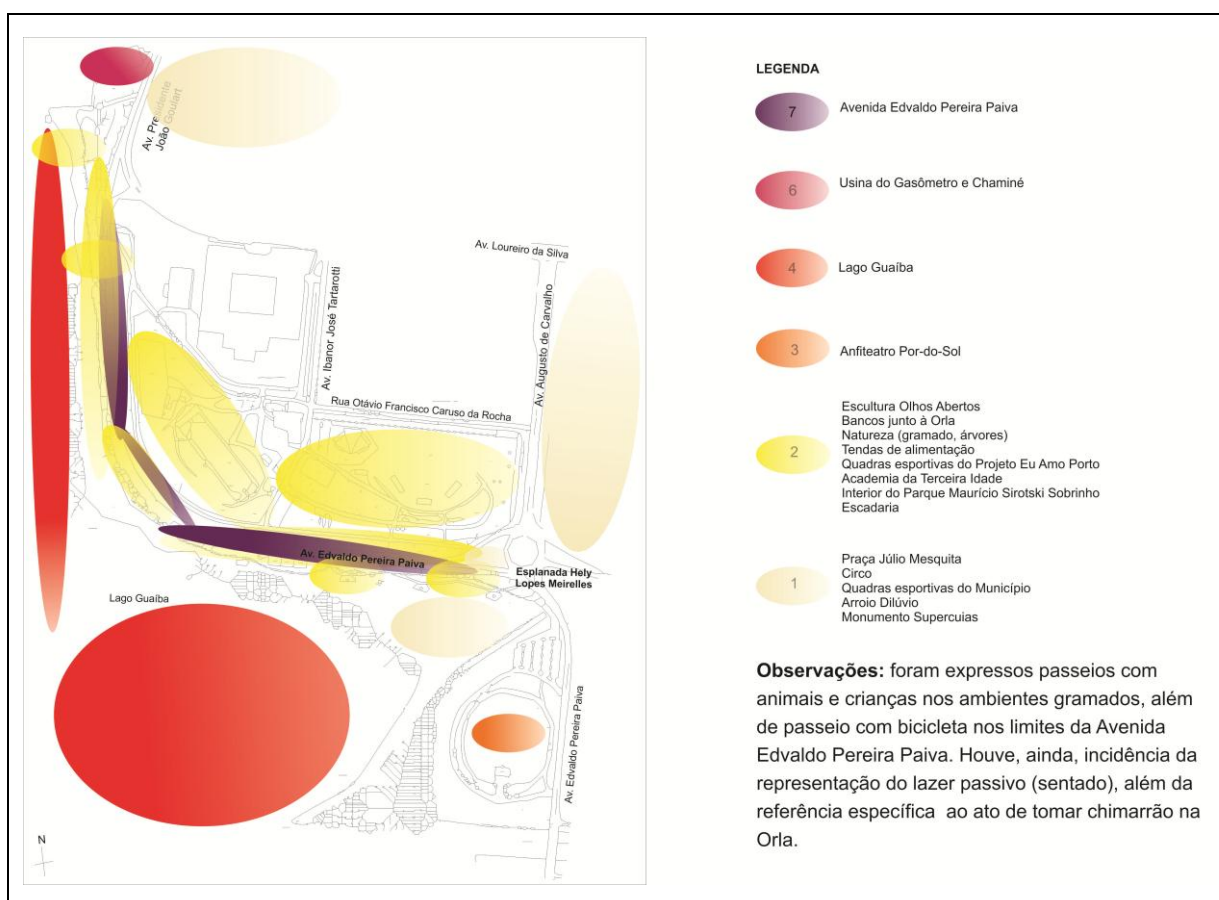 Av. Presidente
João Goulart
Av. Loureiro da Silva
Av. Ibanor José Tartarotti
Av. Augusto de Carvalho
Rua Otávio Francisco Caruso da Rocha
Av. Edvaldo Pereira Paiva
Esplanada Hely
Lopes Meirelles
Lago Guaíba
Av. Edvaldo Pereira Paiva
N
LEGENDA
7 Avenida Edvaldo Pereira Paiva
6 Usina do Gasômetro e Chaminé
4 Lago Guaíba
3 Anfiteatro Por-do-Sol
Escultura Olhos Abertos
Bancos junto à Orla
Natureza (gramado, árvores)
Tendas de alimentação
2 Quadras esportivas do Projeto Eu Amo Porto
Academia da Terceira Idade
Interior do Parque Maurício Sirotski Sobrinho
Escadaria
Praça Júlio Mesquita
Circo
1 Quadras esportivas do Município
Arroio Dilúvio
Monumento Supercuias
Observações: foram expressos passeios com
animais e crianças nos ambientes gramados, além
de passeio com bicicleta nos limites da Avenida
Edvaldo Pereira Paiva. Houve, ainda, incidência da
representação do lazer passivo (sentado), além da
referência específica ao ato de tomar chimarrão na
Orla.